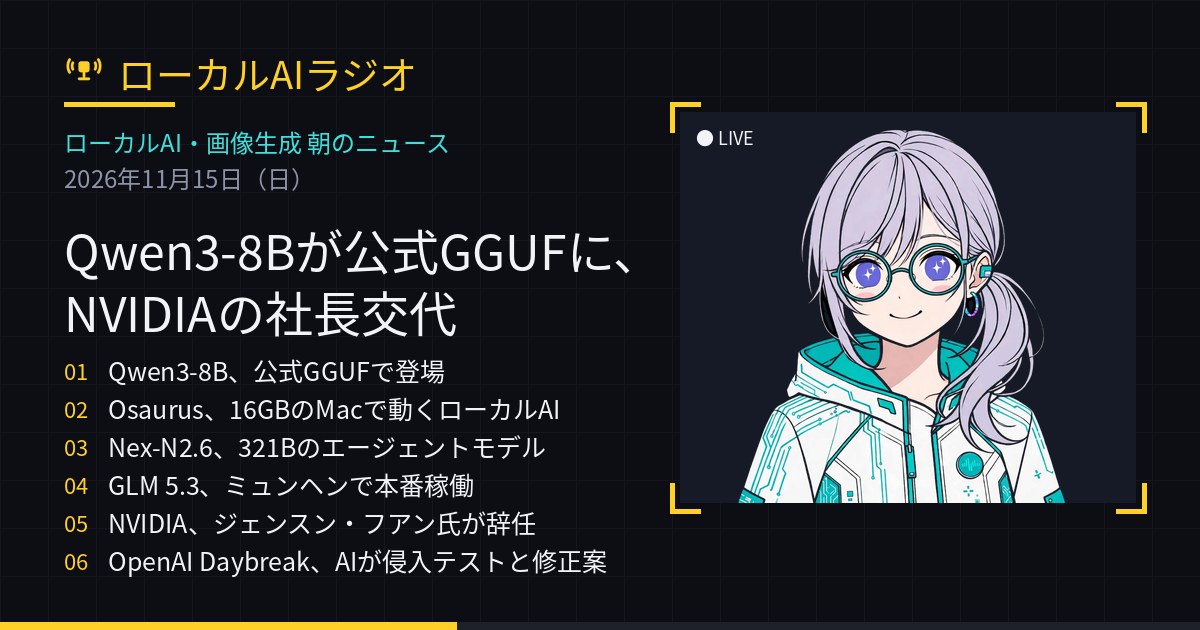 ローカルAIラジオ
ローカルAI・画像生成 朝のニュース
2026年11月15日（日）
Qwen3-8Bが公式GGUFに、
NVIDIAの社長交代
01 Qwen3-8B、公式GGUFで登場
02 Osaurus、16GBのMacで動くローカルAI
03 Nex-N2.6、321Bのエージェントモデル
04 GLM 5.3、ミュンヘンで本番稼働
05 NVIDIA、ジェンスン・フアン氏が辞任
06 OpenAI Daybreak、AIが侵入テストと修正案
LIVE